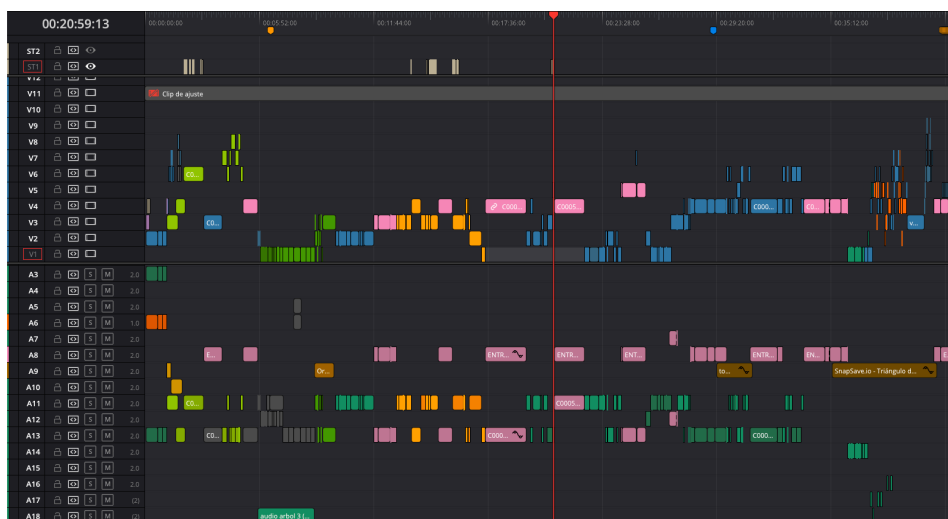 00:20:59:13 00:00:00:00 00:05:52:00 00:11:44:00 00:17:36:00 00:23:28:00 00:29:20:00 00:35:12:00
ST2
ST1
V12
V11 Clip de ajuste
V10
V9
V8
V7
V6 C0...
V5
V4 C000... C0005... C000... C0...
V3 C0... v...
V2
V1
A3 S M 2.0
A4 S M 2.0
A5 S M 2.0
A6 S M 1.0
A7 S M 2.0
A8 S M 2.0 E... ENTR... ENTR... ENT... ENTR... EN... E
A9 S M 2.0 Or... to... SnapSave.io - Triángulo d...
A10 S M 2.0
A11 S M 2.0 C0... C0005...
A12 S M 2.0
A13 S M 2.0 C0... C000... C000...
A14 S M 2.0
A15 S M 2.0
A16 S M 2.0
A17 S M (2)
A18 S M (2) audio arbol 3 (...